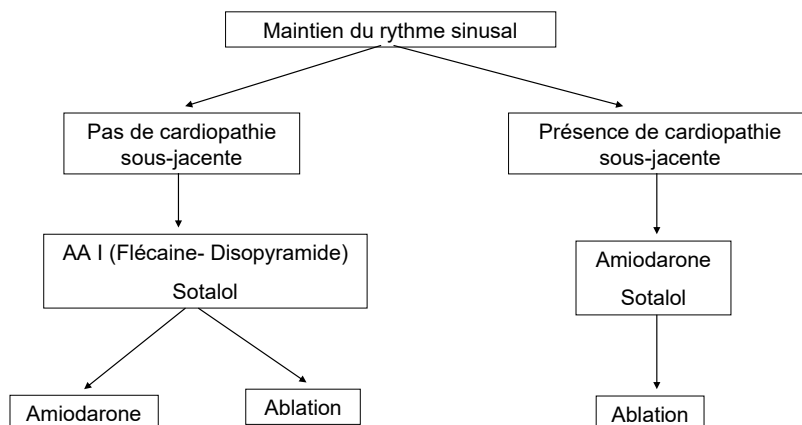 Maintien du rythme sinusal
Pas de cardiopathie
sous-jacente
Présence de cardiopathie
sous-jacente
AA I (Flécaine- Disopyramide)
Sotalol
Amiodarone
Sotalol
Amiodarone
Ablation
Ablation